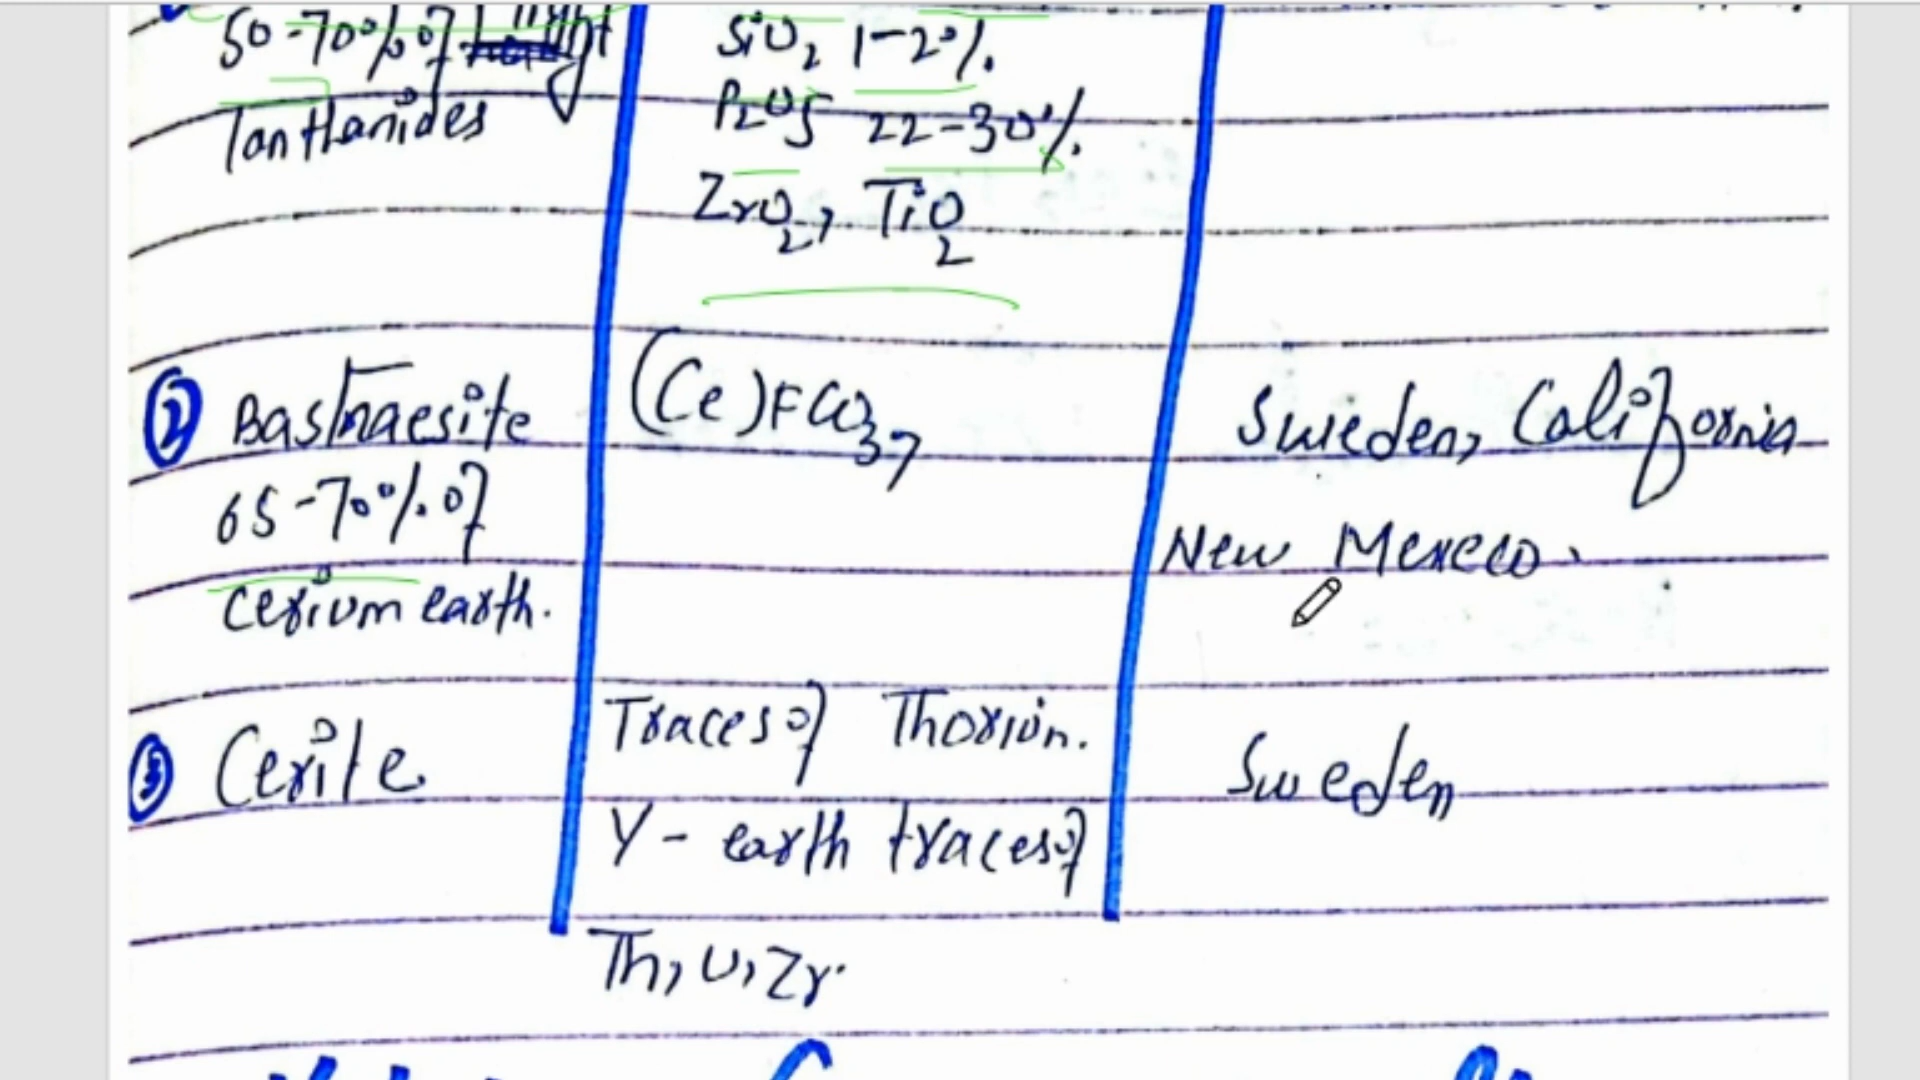 50-70% of light
lanthanides
SiO2 1-2%.
P2O5 22-30%.
ZrO2, TiO2
② Bastnaesite (Ce)FCO3, Sweden, California
65-70% of New Mexeco.
Cerium earth.
③ Cerite Traces of Thorium. Sweden
Y- earth traces of
Th, U, Zr.